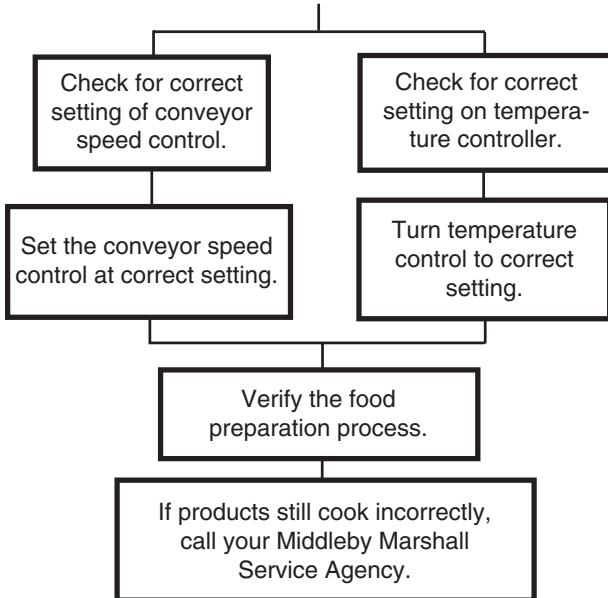 Check for correct
setting of conveyor
speed control.
Check for correct
setting on tempera-
ture controller.
Set the conveyor speed
control at correct setting.
Turn temperature
control to correct
setting.
Verify the food
preparation process.
If products still cook incorrectly,
call your Middleby Marshall
Service Agency.